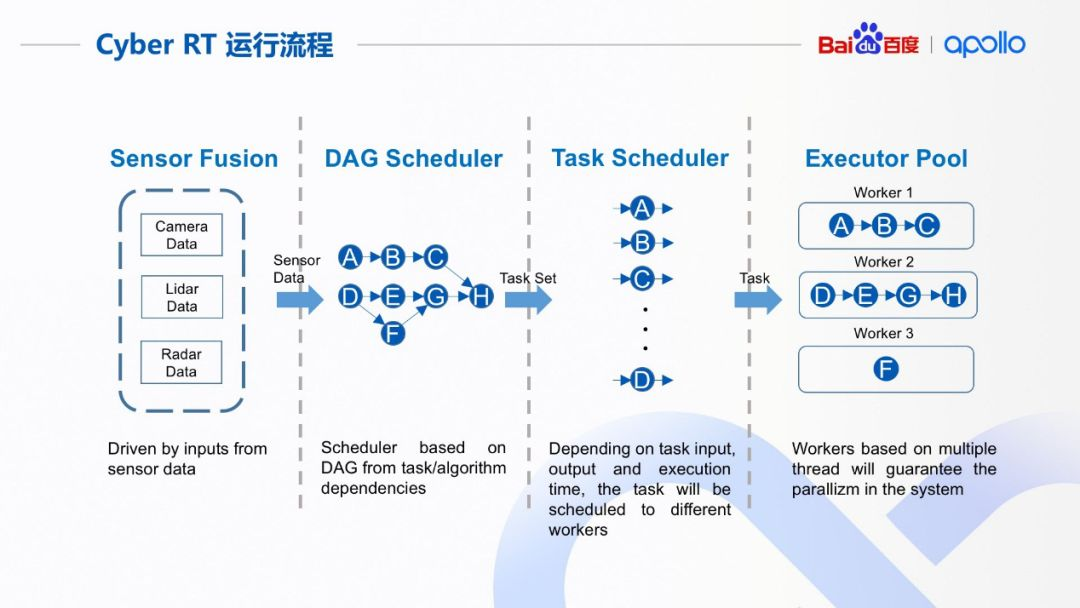 Cyber RT 运行流程
Bai du 百度 | apollo
Sensor Fusion
Camera
Data
Lidar
Data
Radar
Data
Driven by inputs from
sensor data
Sensor
Data
DAG Scheduler
A B C
D E G H
F
Scheduler based on
DAG from task/algorithm
dependencies
Task Set
Task Scheduler
A
B
C
D
Depending on task input,
output and execution
time, the task will be
scheduled to different
workers
Task
Executor Pool
Worker 1
A B C
Worker 2
D E G H
Worker 3
F
Workers based on multiple
thread will guarantee the
parallizm in the system